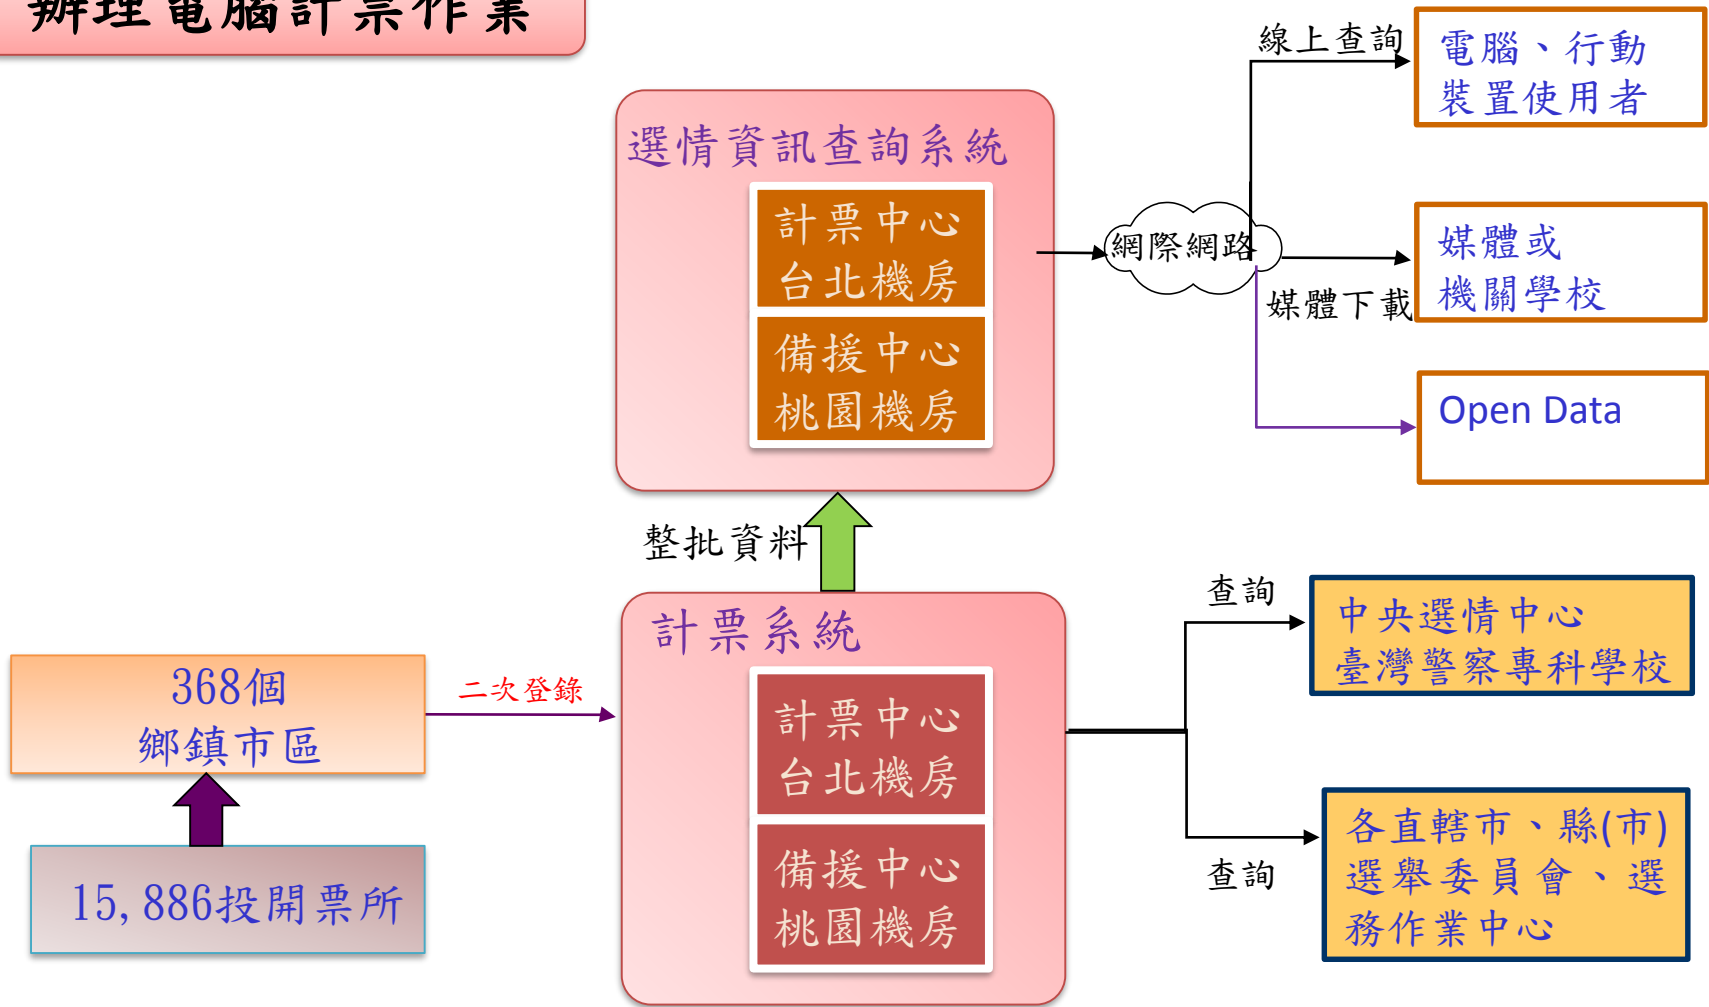 辦理電腦計票作業
線上查詢
電腦、行動
裝置使用者
選情資訊查詢系統
計票中心
台北機房
備援中心
桃園機房
網際網路
媒體或
機關學校
媒體下載
Open Data
整批資料
計票系統
計票中心
台北機房
備援中心
桃園機房
368個
鄉鎮市區
二次登錄
15,886投開票所
查詢
中央選情中心
臺灣警察專科學校
查詢
各直轄市、縣(市)
選舉委員會、選
務作業中心